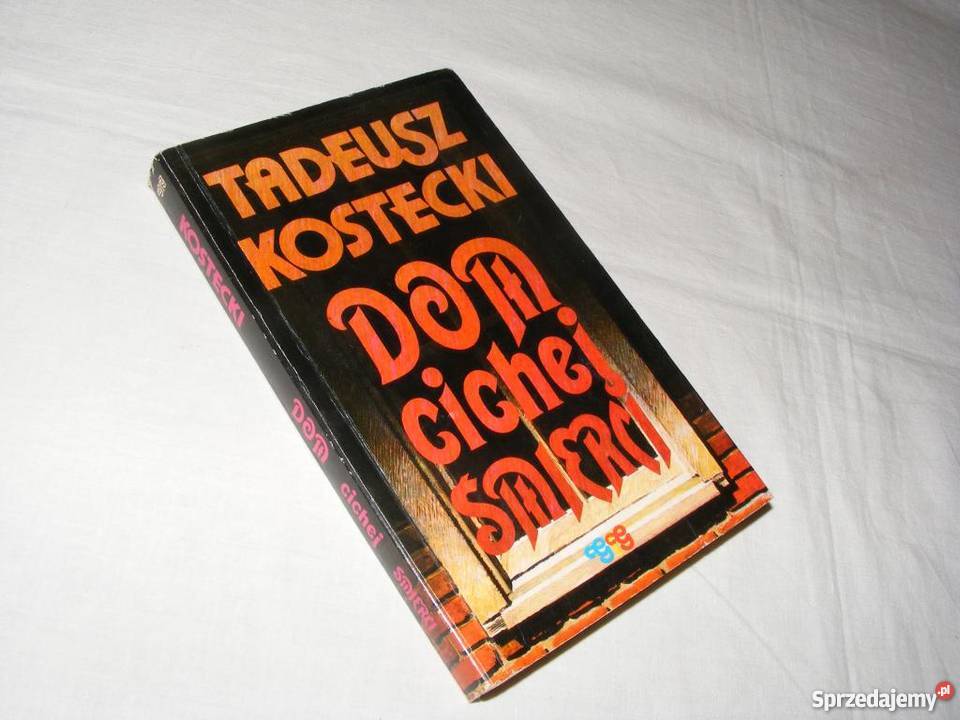 TADEUSZ
KOSTECKI
DOM
cichej
ŚMIERCI
KOSTECKI DOM cichej ŚMIERCI
Sprzedajemy.pl